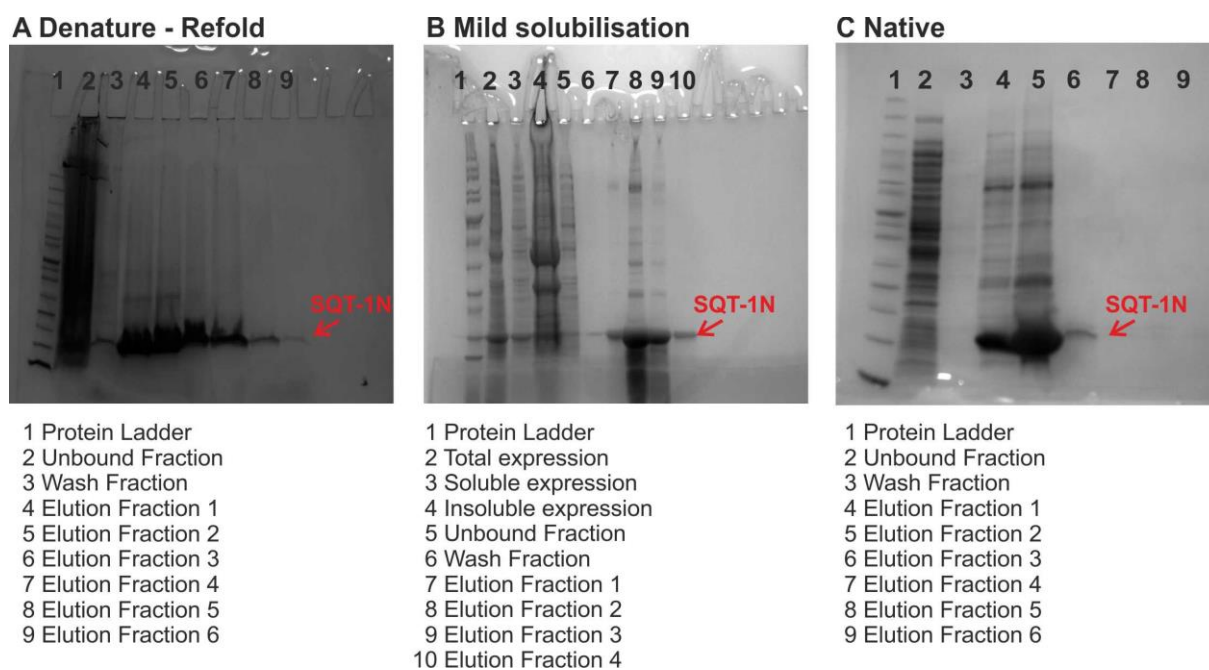 A Denature - Refold
1 2 3 4 5 6 7 8 9
SQT-1N
1 Protein Ladder
2 Unbound Fraction
3 Wash Fraction
4 Elution Fraction 1
5 Elution Fraction 2
6 Elution Fraction 3
7 Elution Fraction 4
8 Elution Fraction 5
9 Elution Fraction 6
B Mild solubilisation
1 2 3 4 5 6 7 8 9 10
SQT-1N
1 Protein Ladder
2 Total expression
3 Soluble expression
4 Insoluble expression
5 Unbound Fraction
6 Wash Fraction
7 Elution Fraction 1
8 Elution Fraction 2
9 Elution Fraction 3
10 Elution Fraction 4
C Native
1 2 3 4 5 6 7 8 9
SQT-1N
1 Protein Ladder
2 Unbound Fraction
3 Wash Fraction
4 Elution Fraction 1
5 Elution Fraction 2
6 Elution Fraction 3
7 Elution Fraction 4
8 Elution Fraction 5
9 Elution Fraction 6